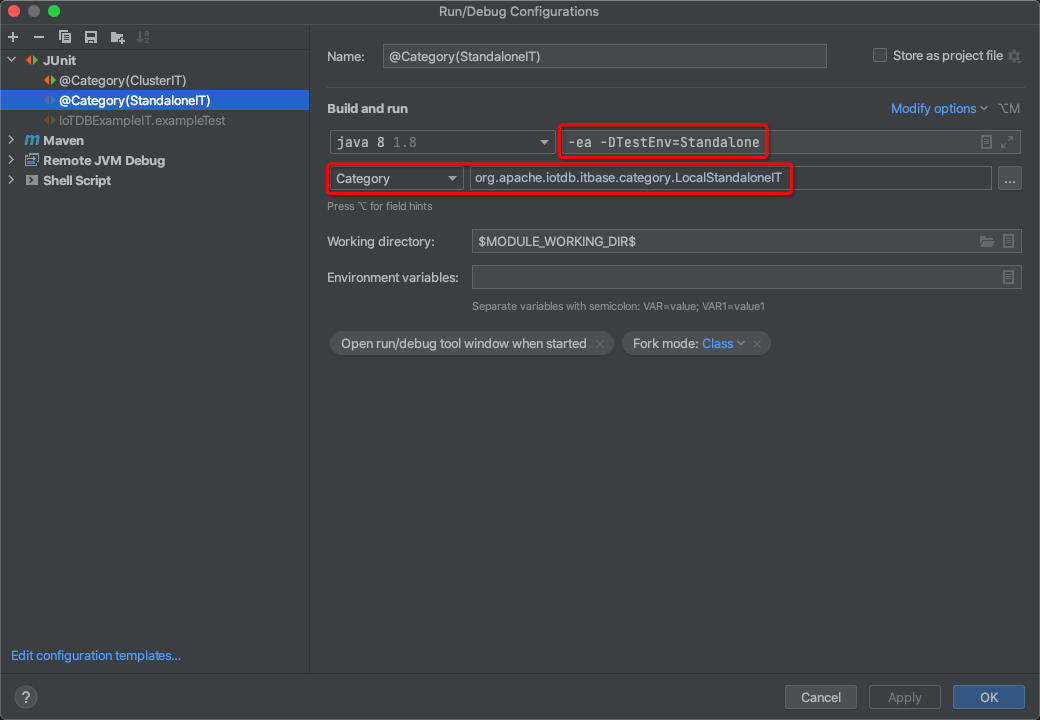 Run/Debug Configurations
JUnit
@Category(ClusterIT)
@Category(StandaloneIT)
IoTDBExampleIT.exampleTest
Maven
Remote JVM Debug
Shell Script
Edit configuration templates...
Name: @Category(StandaloneIT) Store as project file
Build and run Modify options ⌥M
java 8 1.8 -ea -DTestEnv=Standalone
Category org.apache.iotdb.itbase.category.LocalStandaloneIT ...
Press ⌥ for field hints
Working directory: $MODULE_WORKING_DIR$
Environment variables:
Separate variables with semicolon: VAR=value; VAR1=value1
Open run/debug tool window when started × Fork mode: Class ×
? Cancel Apply OK